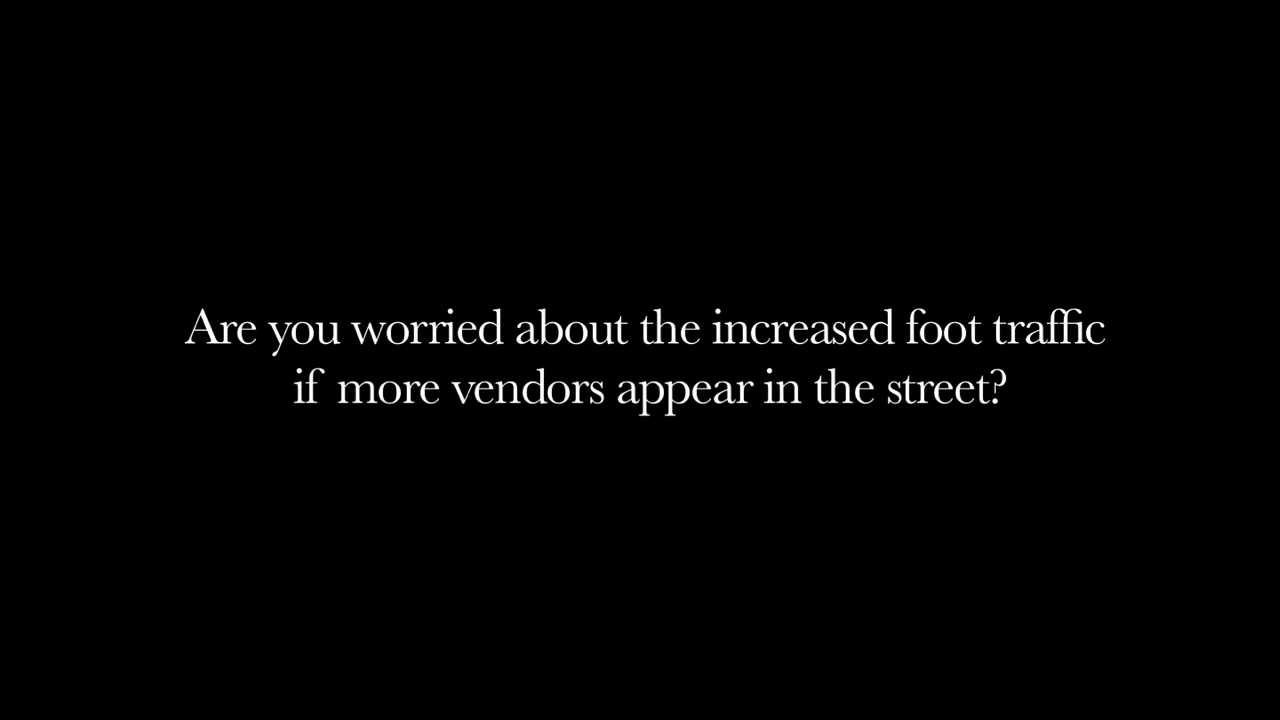 Are you worried about the increased foot traffic
if more vendors appear in the street?